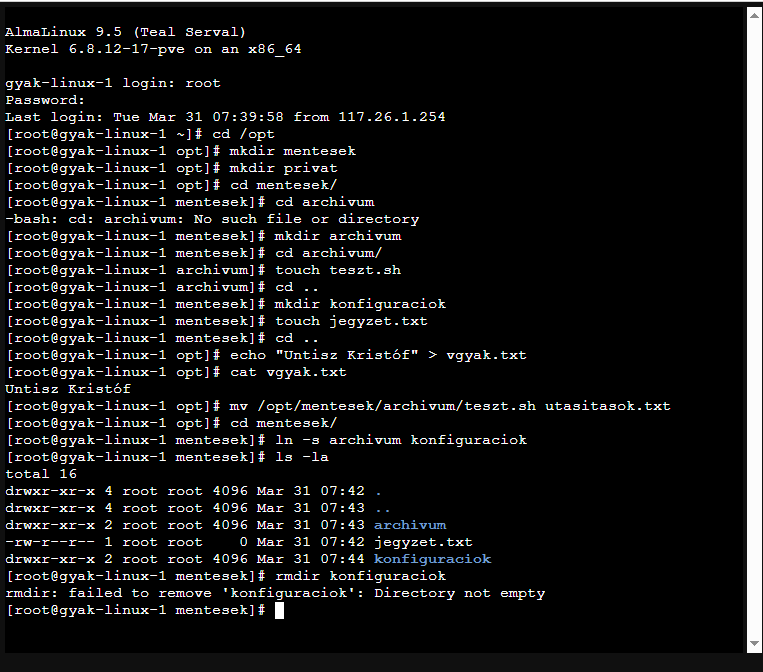 AlmaLinux 9.5 (Teal Serval)
Kernel 6.8.12-17-pve on an x86_64
gyak-linux-1 login: root
Password:
Last login: Tue Mar 31 07:39:58 from 117.26.1.254
[root@gyak-linux-1 ~]# cd /opt
[root@gyak-linux-1 opt]# mkdir mentesek
[root@gyak-linux-1 opt]# mkdir privat
[root@gyak-linux-1 opt]# cd mentesek/
[root@gyak-linux-1 mentesek]# cd archivum
-bash: cd: archivum: No such file or directory
[root@gyak-linux-1 mentesek]# mkdir archivum
[root@gyak-linux-1 mentesek]# cd archivum/
[root@gyak-linux-1 archivum]# touch teszt.sh
[root@gyak-linux-1 archivum]# cd ..
[root@gyak-linux-1 mentesek]# mkdir konfiguraciok
[root@gyak-linux-1 mentesek]# touch jegyzet.txt
[root@gyak-linux-1 mentesek]# cd ..
[root@gyak-linux-1 opt]# echo "Untisz Kristóf" > vgyak.txt
[root@gyak-linux-1 opt]# cat vgyak.txt
Untisz Kristóf
[root@gyak-linux-1 opt]# mv /opt/mentesek/archivum/teszt.sh utasitasok.txt
[root@gyak-linux-1 opt]# cd mentesek/
[root@gyak-linux-1 mentesek]# ln -s archivum konfiguraciok
[root@gyak-linux-1 mentesek]# ls -la
total 16
drwxr-xr-x 4 root root 4096 Mar 31 07:42 .
drwxr-xr-x 4 root root 4096 Mar 31 07:43 ..
drwxr-xr-x 2 root root 4096 Mar 31 07:43 archivum
-rw-r--r-- 1 root root    0 Mar 31 07:42 jegyzet.txt
drwxr-xr-x 2 root root 4096 Mar 31 07:44 konfiguraciok
[root@gyak-linux-1 mentesek]# rmdir konfiguraciok
rmdir: failed to remove 'konfiguraciok': Directory not empty
[root@gyak-linux-1 mentesek]#